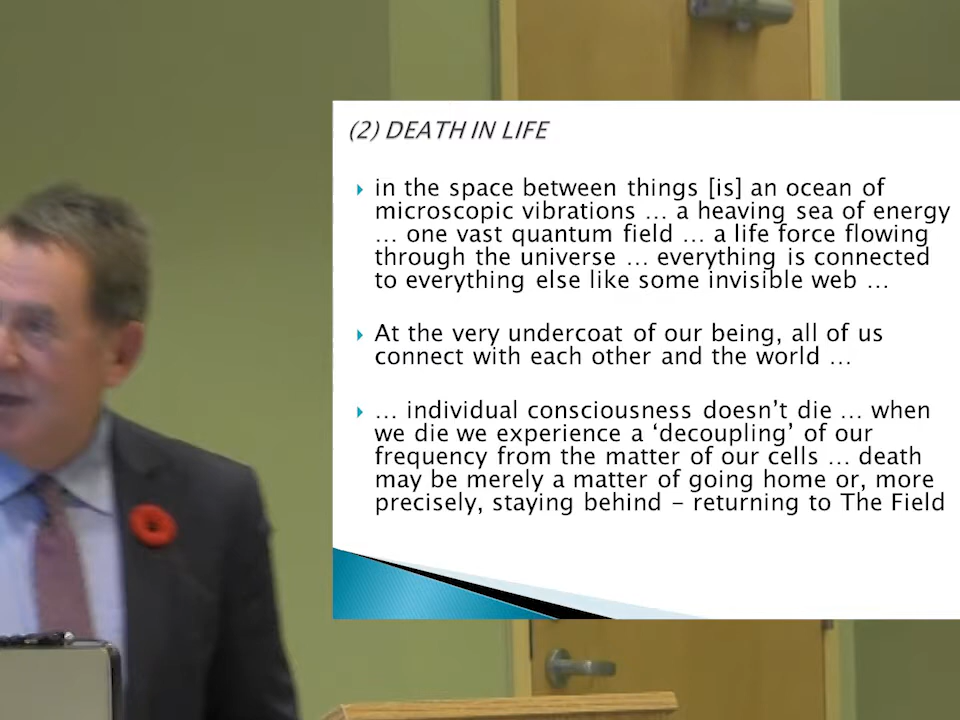 (2) DEATH IN LIFE
in the space between things [is] an ocean of
microscopic vibrations … a heaving sea of energy
… one vast quantum field … a life force flowing
through the universe … everything is connected
to everything else like some invisible web …
At the very undercoat of our being, all of us
connect with each other and the world …
… individual consciousness doesn’t die … when
we die we experience a ‘decoupling’ of our
frequency from the matter of our cells … death
may be merely a matter of going home or, more
precisely, staying behind – returning to The Field